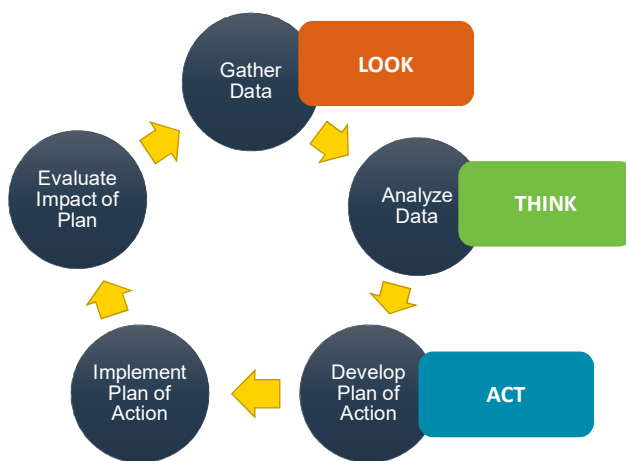 Gather
Data
LOOK
Analyze
Data
THINK
Develop
Plan of
Action
ACT
Implement
Plan of
Action
Evaluate
Impact of
Plan